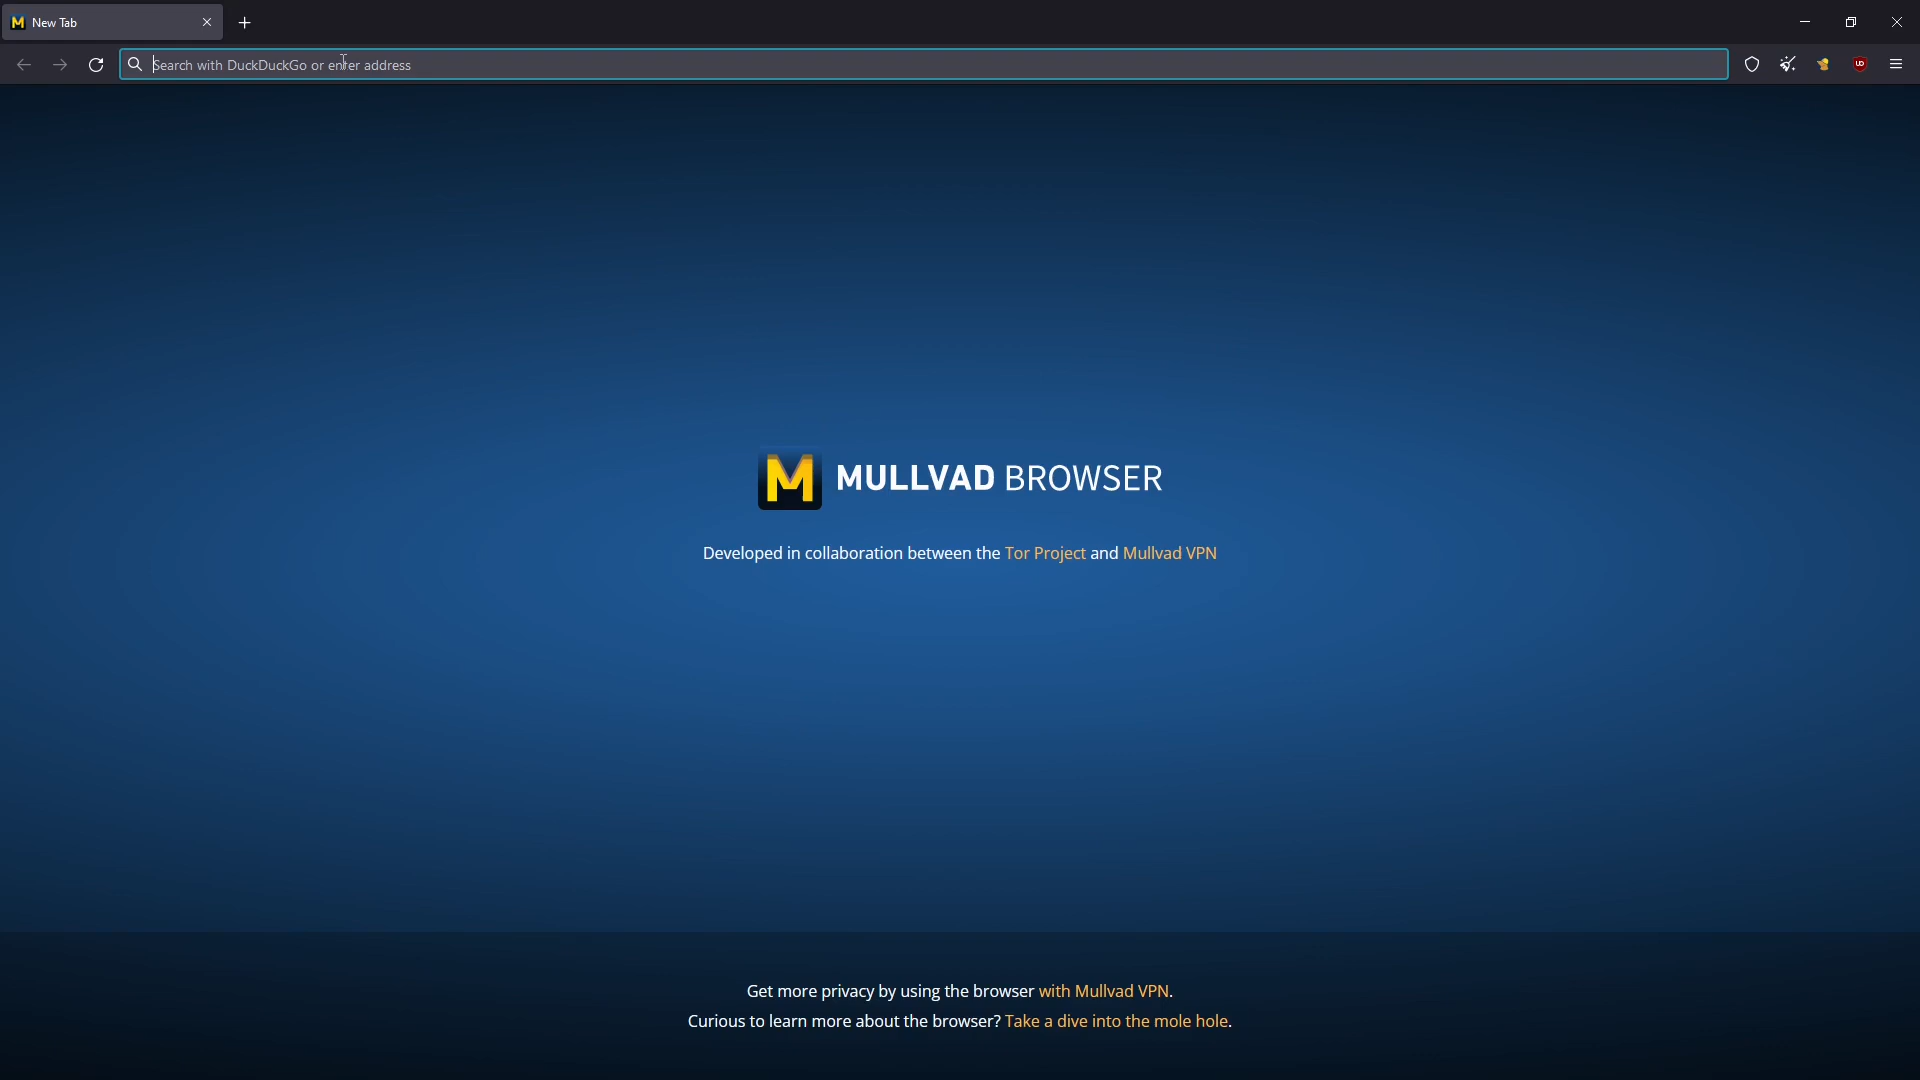 New Tab
Search with DuckDuckGo or enter address
MULLVAD BROWSER
Developed in collaboration between the Tor Project and Mullvad VPN
Get more privacy by using the browser with Mullvad VPN.
Curious to learn more about the browser? Take a dive into the mole hole.